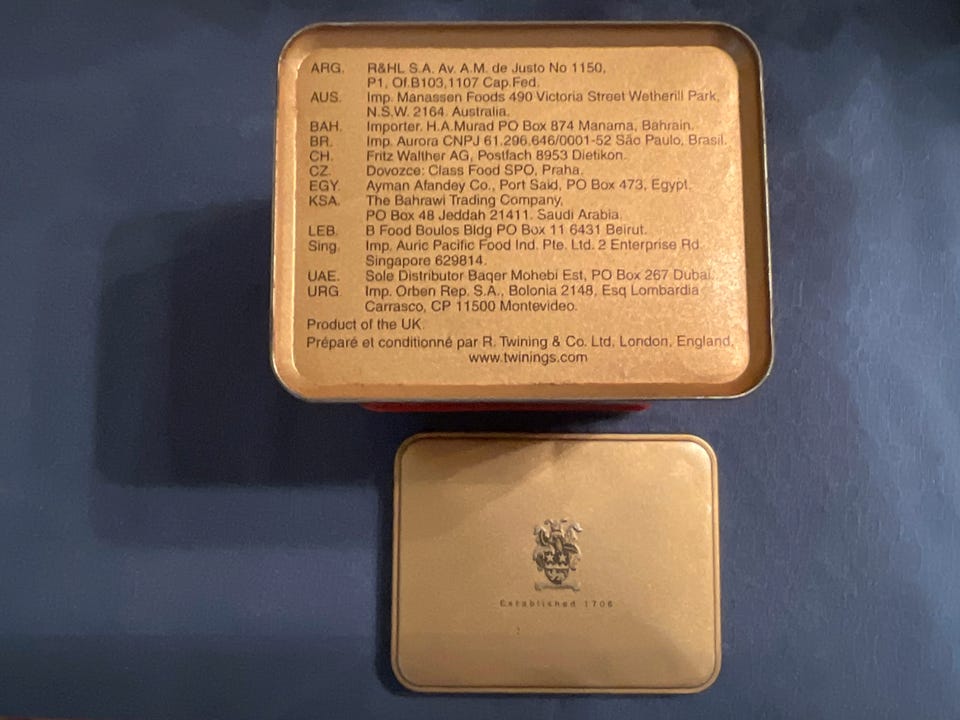 ARG. R&HL S.A. Av. A.M. de Justo No 1150,
P1, Of.B103,1107 Cap.Fed.
AUS. Imp. Manassen Foods 490 Victoria Street Wetherill Park,
N.S.W. 2164. Australia.
BAH. Importer. H.A.Murad PO Box 874 Manama, Bahrain.
BR. Imp. Aurora CNPJ 61.296.646/0001-52 São Paulo, Brasil.
CH. Fritz Walther AG, Postfach 8953 Dietikon.
CZ. Dovozce: Class Food SPO, Praha.
EGY. Ayman Afandey Co., Port Said, PO Box 473, Egypt.
KSA. The Bahrawi Trading Company,
PO Box 48 Jeddah 21411. Saudi Arabia.
LEB. B Food Boulos Bldg PO Box 11 6431 Beirut.
Sing. Imp. Auric Pacific Food Ind. Pte. Ltd. 2 Enterprise Rd.
Singapore 629814.
UAE. Sole Distributor Baqer Mohebi Est, PO Box 267 Dubai.
URG. Imp. Orben Rep. S.A., Bolonia 2148, Esq Lombardia
Carrasco, CP 11500 Montevideo.
Product of the UK.
Préparé et conditionné par R. Twining & Co. Ltd, London, England.
www.twinings.com
Established 1706